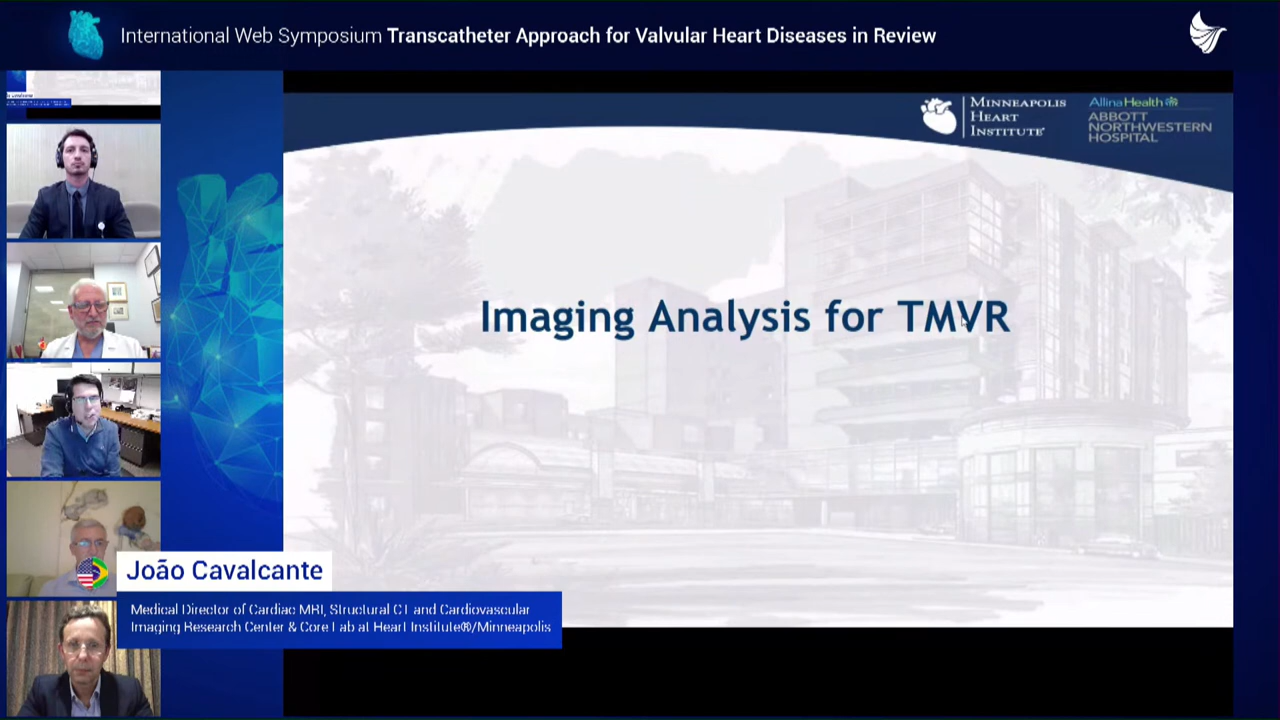 International Web Symposium Transcatheter Approach for Valvular Heart Diseases in Review
MINNEAPOLIS
HEART
INSTITUTE®
AllinaHealth
ABBOTT
NORTHWESTERN
HOSPITAL
Imaging Analysis for TMVR
João Cavalcante
Medical Director of Cardiac MRI, Structural CT and Cardiovascular
Imaging Research Center & Core Lab at Heart Institute®/Minneapolis